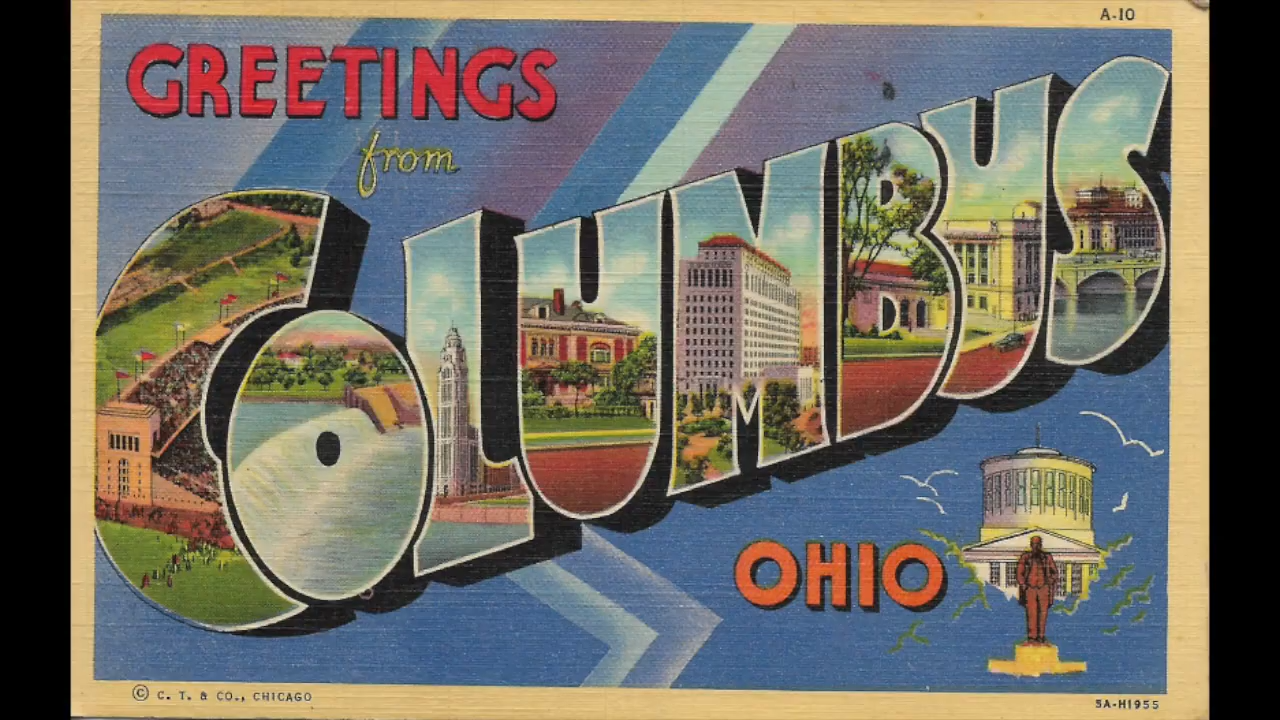 A-10
GREETINGS
from
COLUMBUS
OHIO
© C. T. & CO., CHICAGO
5A-H1955